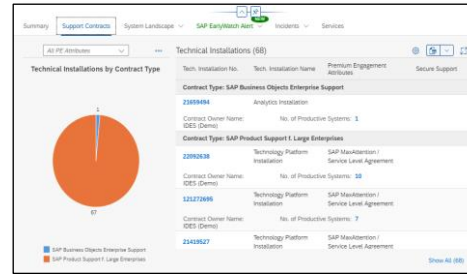 Summary Support Contracts System Landscape SAP EarlyWatch Alert NEW Incidents Services
All PE Attributes
Technical Installations (68)
Technical Installations by Contract Type
Tech. Installation No. Tech. Installation Name Premium Engagement Attributes Secure Support
1
67
SAP Business Objects Enterprise Support
SAP Product Support f. Large Enterprises
Contract Type: SAP Business Objects Enterprise Support
21659494 Analytics Installation
Contract Owner Name: IDES (Demo) No. of Productive Systems: 1
Contract Type: SAP Product Support f. Large Enterprises
22092638 Technology Platform Installation SAP MaxAttention / Service Level Agreement
Contract Owner Name: IDES (Demo) No. of Productive Systems: 10
121272695 Technology Platform Installation SAP MaxAttention / Service Level Agreement
Contract Owner Name: IDES (Demo) No. of Productive Systems: 7
21419527 Technology Platform Installation SAP MaxAttention / Service Level Agreement
Show All (68)